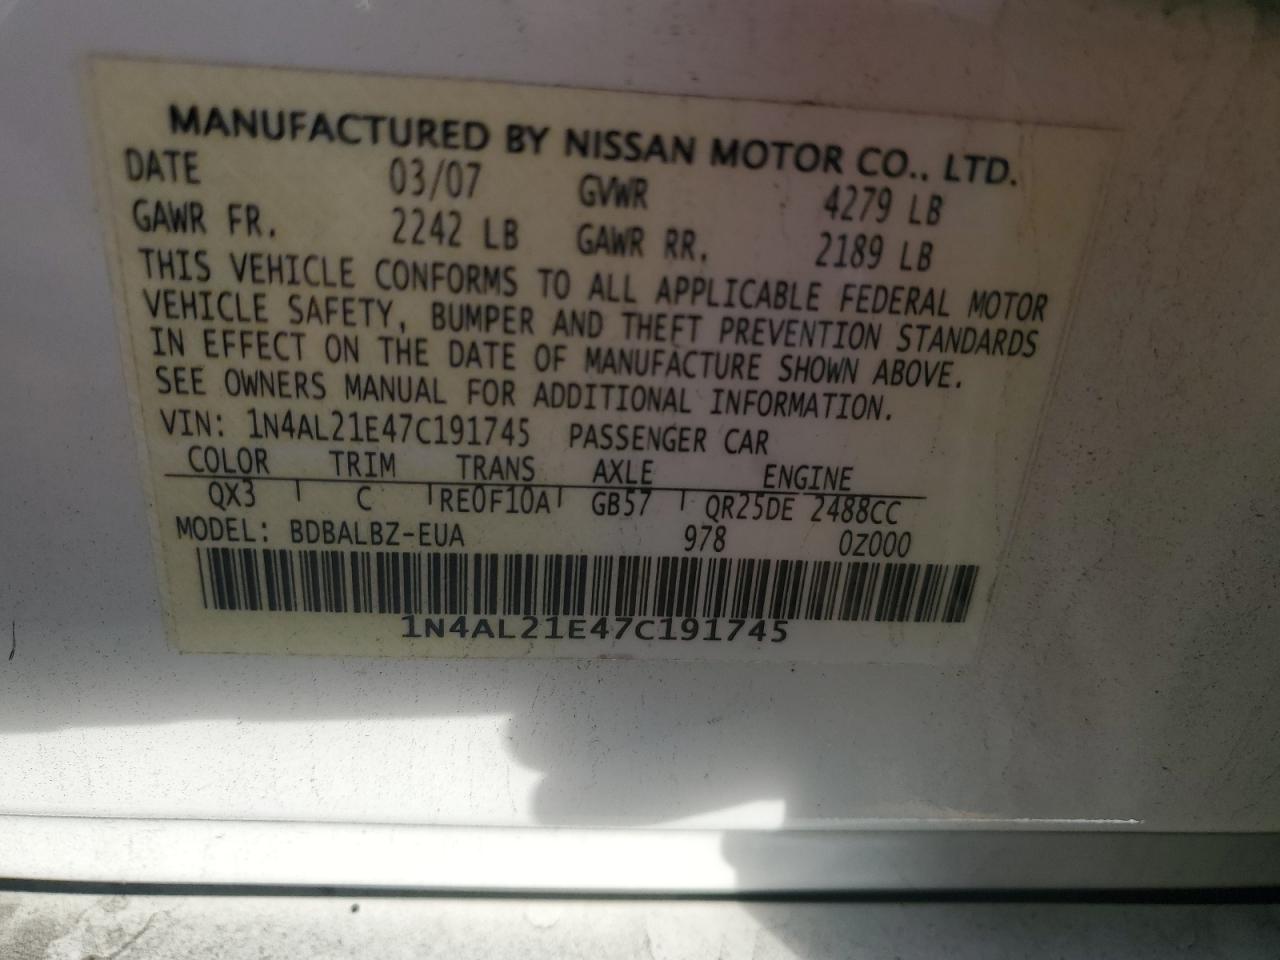 MANUFACTURED BY NISSAN MOTOR CO., LTD.
DATE 03/07 GVWR 4279 LB
GAWR FR. 2242 LB GAWR RR. 2189 LB
THIS VEHICLE CONFORMS TO ALL APPLICABLE FEDERAL MOTOR
VEHICLE SAFETY, BUMPER AND THEFT PREVENTION STANDARDS
IN EFFECT ON THE DATE OF MANUFACTURE SHOWN ABOVE.
SEE OWNERS MANUAL FOR ADDITIONAL INFORMATION.
VIN: 1N4AL21E47C191745 PASSENGER CAR
COLOR TRIM TRANS AXLE ENGINE
QX3 C RE0F10A GB57 QR25DE 2488CC
MODEL: BDBALBZ-EUA 978 0Z000
1N4AL21E47C191745